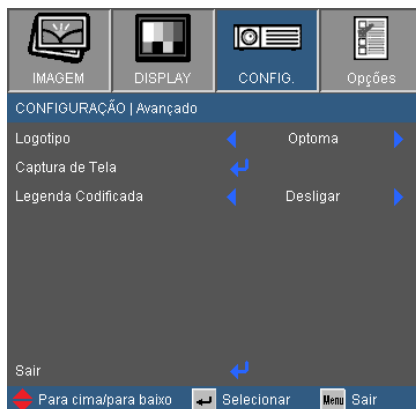 IMAGEM DISPLAY CONFIG. Opções
CONFIGURAÇÃO | Avançado
Logotipo Optoma
Captura de Tela
Legenda Codificada Desligar
Sair
Para cima/para baixo Selecionar Menu Sair